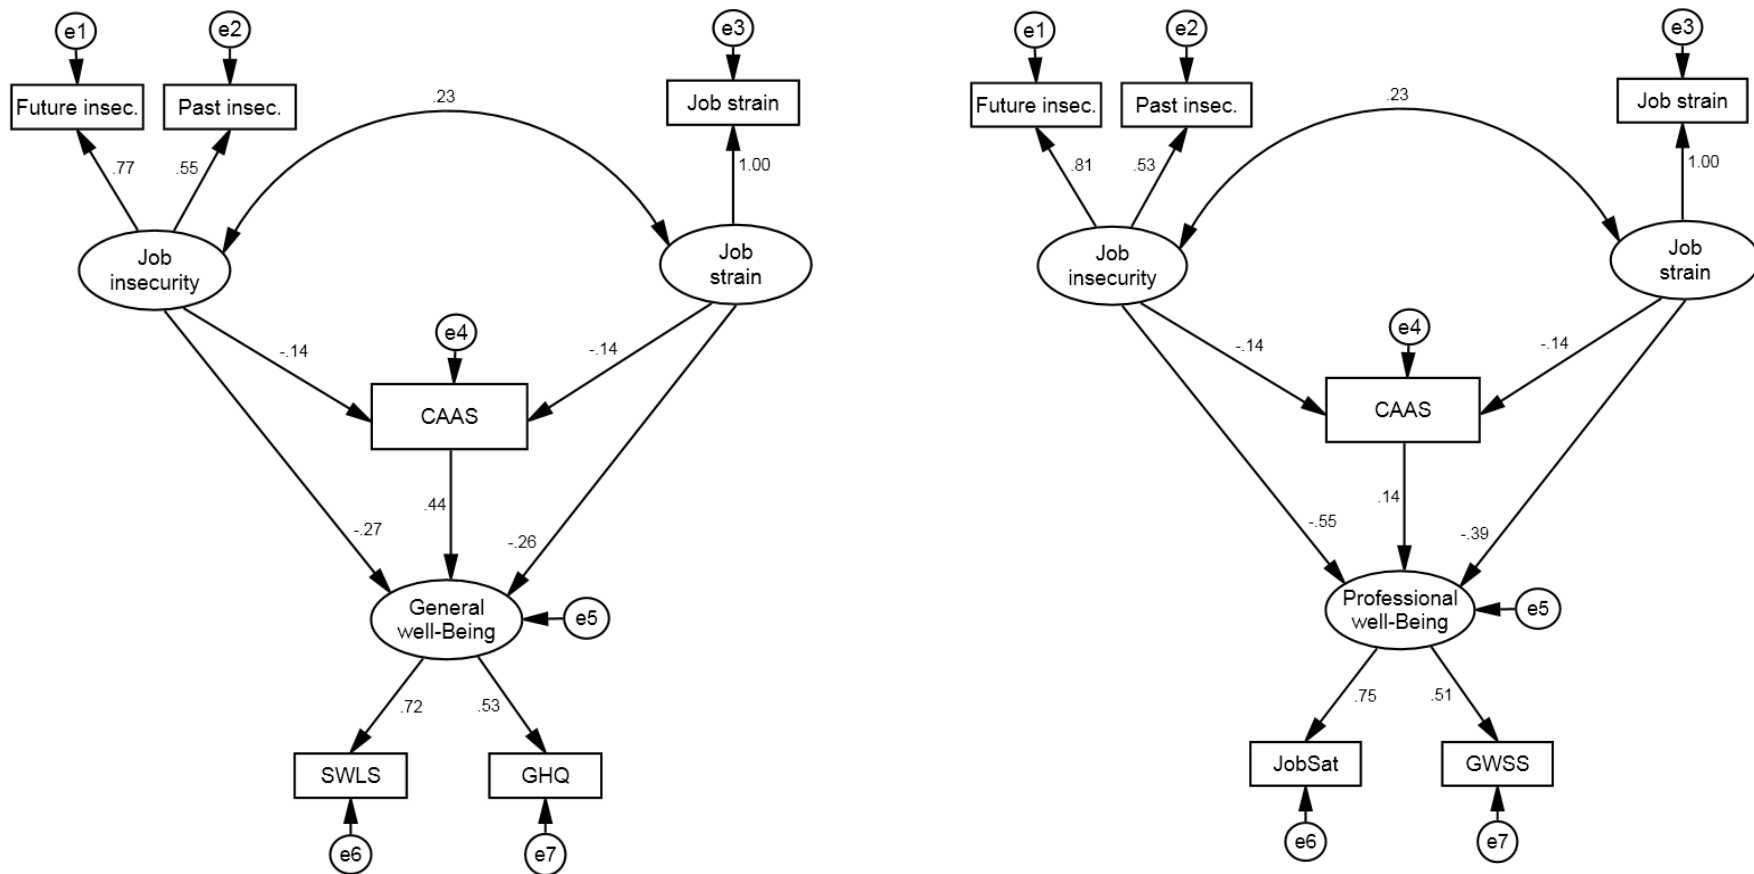 e1
e2
e3
Future insec.
Past insec.
Job strain
.23
.77
.55
1.00
Job
insecurity
Job
strain
e4
-.14
-.14
CAAS
.44
-.27
-.26
General
well-Being
e5
.72
.53
SWLS
GHQ
e6
e7
e1
e2
e3
Future insec.
Past insec.
Job strain
.23
.81
.53
1.00
Job
insecurity
Job
strain
e4
-.14
-.14
CAAS
.14
-.55
-.39
Professional
well-Being
e5
.75
.51
JobSat
GWSS
e6
e7